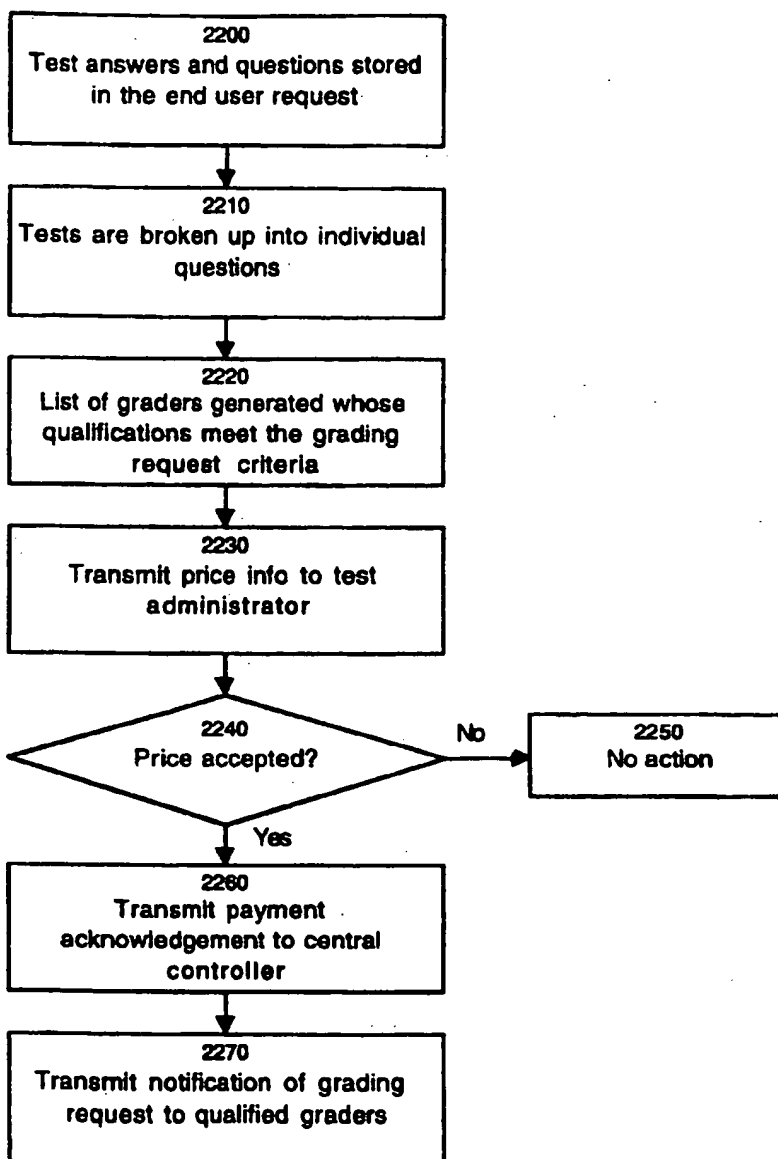 2200
Test answers and questions stored
in the end user request
2210
Tests are broken up into individual
questions
2220
List of graders generated whose
qualifications meet the grading
request criteria
2230
Transmit price info to test
administrator
2240
Price accepted?
No
2250
No action
Yes
2260
Transmit payment
acknowledgement to central
controller
2270
Transmit notification of grading
request to qualified graders